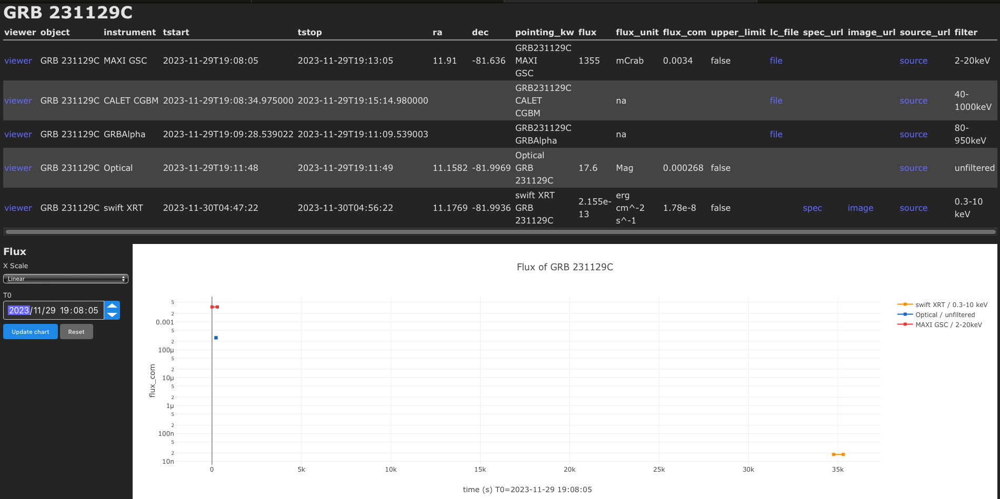 GRB 231129C
viewer object instrument tstart tstop ra dec pointing_kw flux flux_unit flux_com upper_limit lc_file spec_url image_url source_url filter
viewer GRB 231129C MAXI GSC 2023-11-29T19:08:05 2023-11-29T19:13:05 11.91 -81.636 GRB231129C MAXI GSC 1355 mCrab 0.0034 false file source 2-20keV
viewer GRB 231129C CALET CGBM 2023-11-29T19:08:34.975000 2023-11-29T19:15:14.980000 GRB231129C CALET CGBM na file source 40-1000keV
viewer GRB 231129C GRBAlpha 2023-11-29T19:09:28.539022 2023-11-29T19:11:09.539003 GRB231129C GRBAlpha na file source 80-950keV
viewer GRB 231129C Optical 2023-11-29T19:11:48 2023-11-29T19:11:49 11.1582 -81.9969 Optical GRB 231129C 17.6 Mag 0.000268 false source unfiltered
viewer GRB 231129C swift XRT 2023-11-30T04:47:22 2023-11-30T04:56:22 11.1769 -81.9936 swift XRT GRB 231129C 2.155e-13 erg cm^-2 s^-1 1.78e-8 false spec image source 0.3-10 keV
Flux
X Scale
Linear
T0
2023/11/29 19:08:05
Update chart Reset
Flux of GRB 231129C
5
2
0.001
5
2
100μ
5
2
10μ
5
2
1μ
5
2
100n
5
2
10n
flux_com
0 5k 10k 15k 20k 25k 30k 35k
time (s) T0=2023-11-29 19:08:05
swift XRT / 0.3-10 keV
Optical / unfiltered
MAXI GSC / 2-20keV